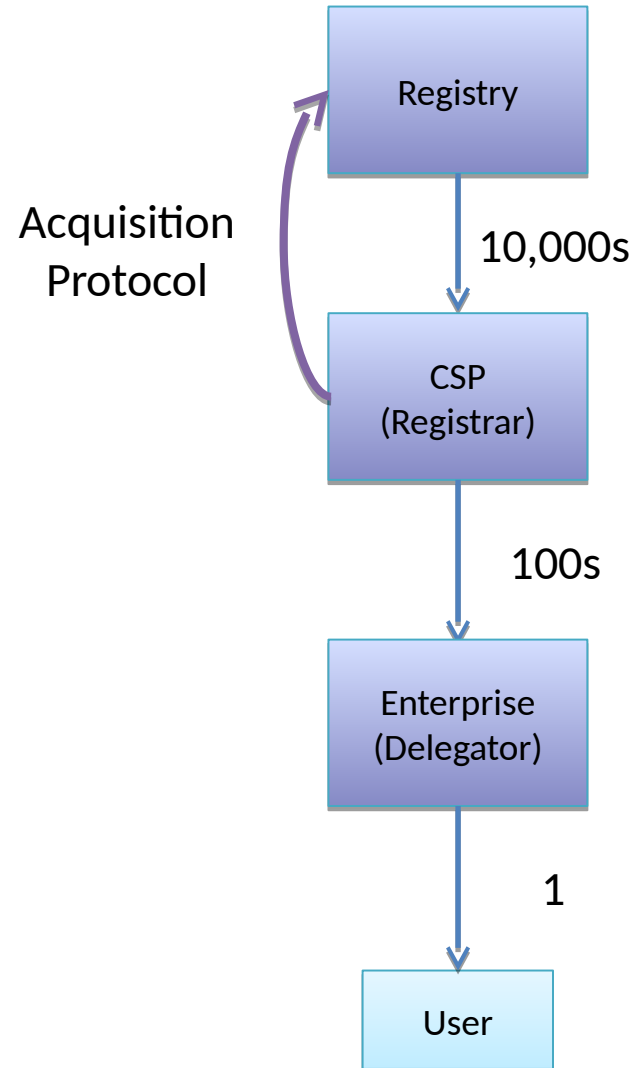 Registry
Acquisition
Protocol
10,000s
CSP
(Registrar)
100s
Enterprise
(Delegator)
1
User